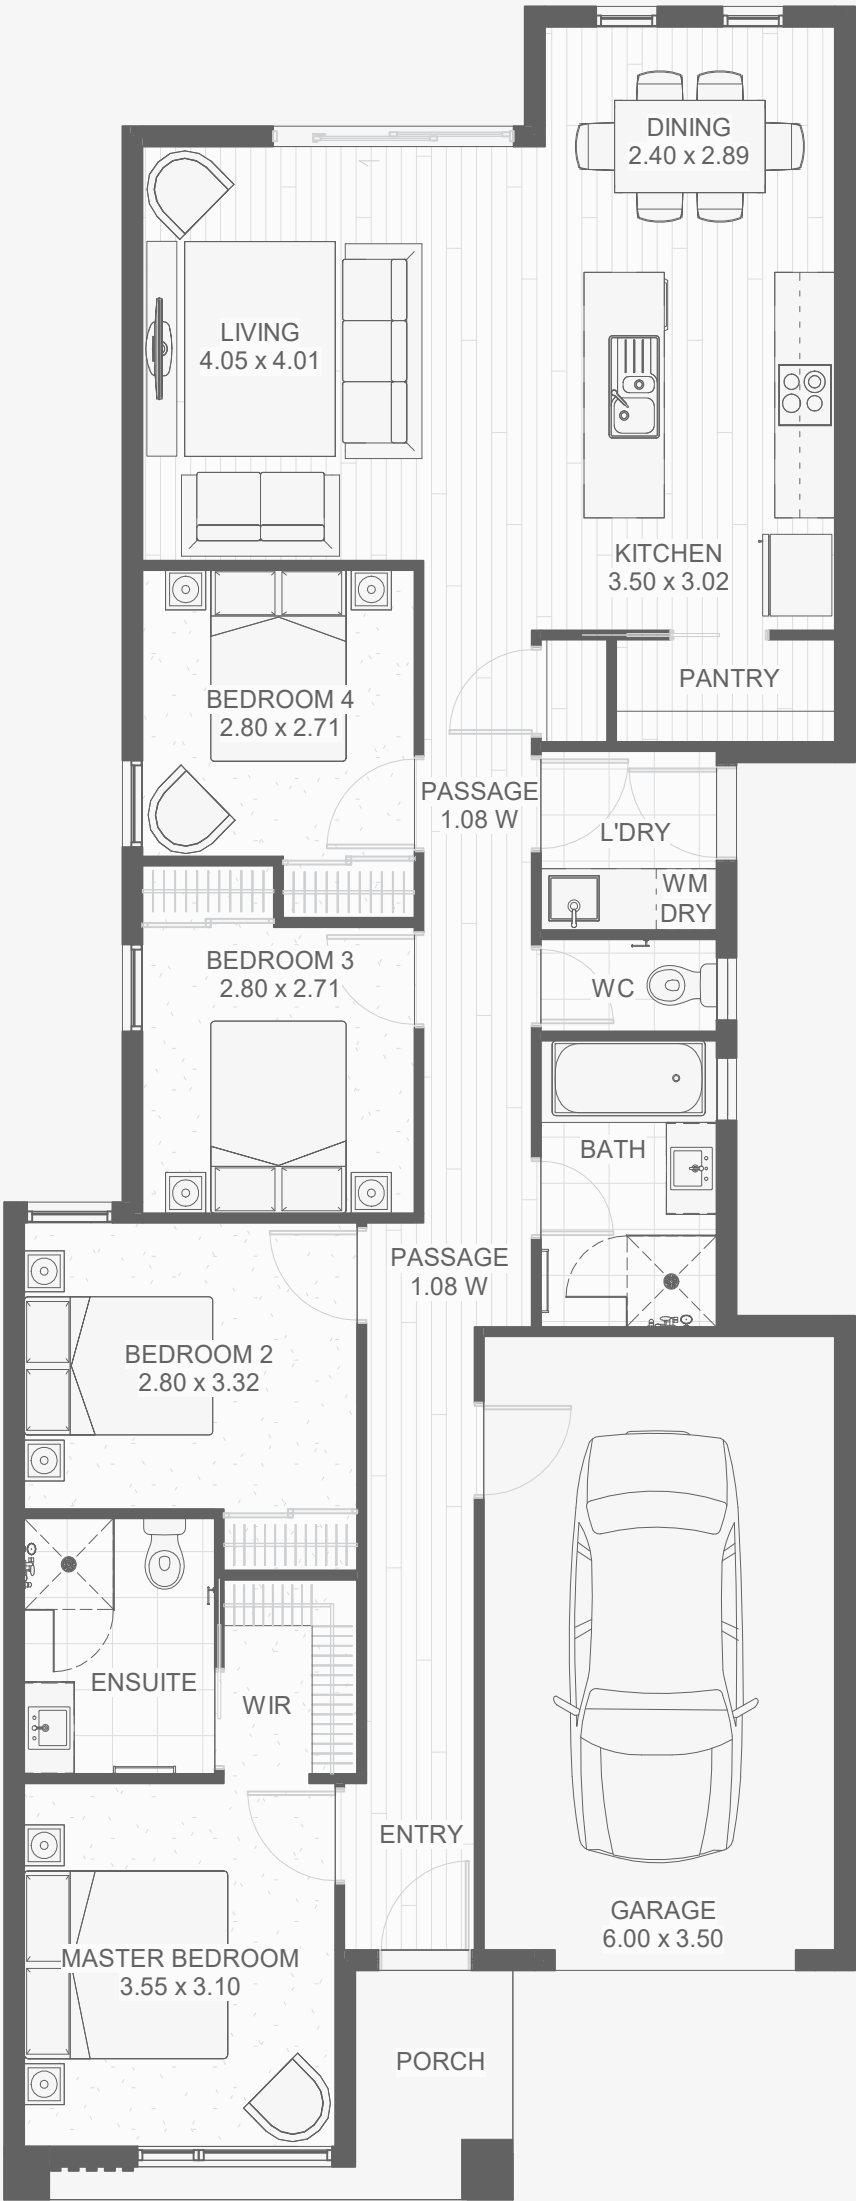 DINING
2.40 x 2.89
LIVING
4.05 x 4.01
KITCHEN
3.50 x 3.02
PANTRY
BEDROOM 4
2.80 x 2.71
PASSAGE
1.08 W
L'DRY
WM
DRY
BEDROOM 3
2.80 x 2.71
WC
BATH
PASSAGE
1.08 W
BEDROOM 2
2.80 x 3.32
ENSUITE
WIR
ENTRY
GARAGE
6.00 x 3.50
MASTER BEDROOM
3.55 x 3.10
PORCH